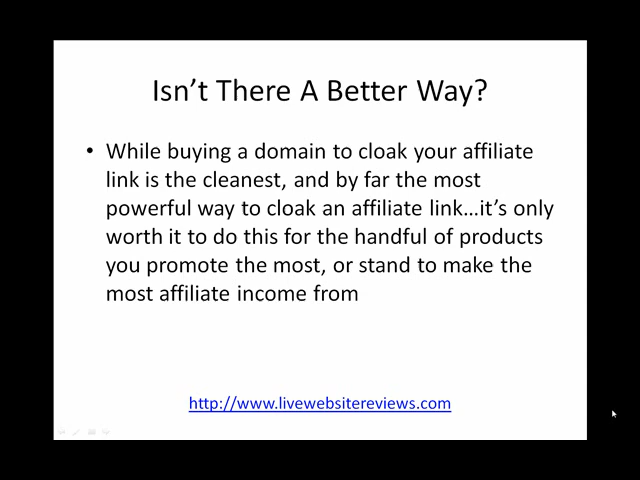 Isn't There A Better Way?
• While buying a domain to cloak your affiliate
link is the cleanest, and by far the most
powerful way to cloak an affiliate link...it's only
worth it to do this for the handful of products
you promote the most, or stand to make the
most affiliate income from
http://www.livewebsitereviews.com